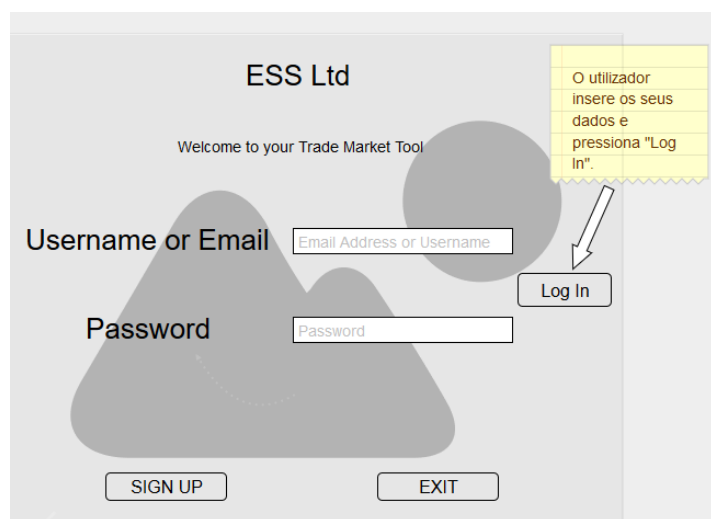 ESS Ltd
O utilizador
insere os seus
dados e
pressiona "Log
In".
Welcome to your Trade Market Tool
Username or Email
Email Address or Username
Log In
Password
Password
SIGN UP
EXIT